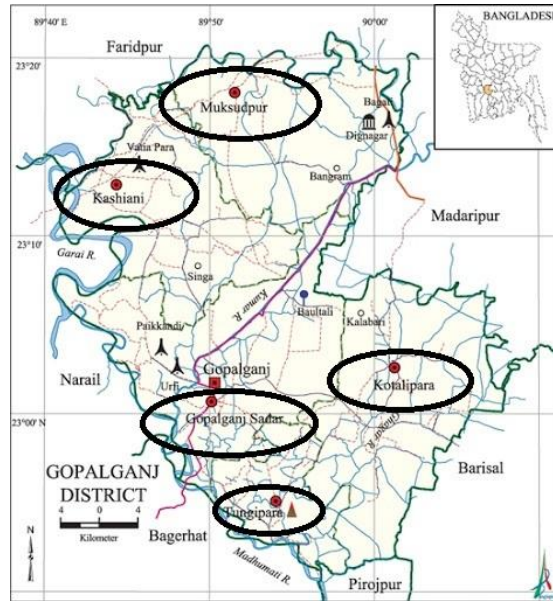 89°40'
89°50'
90°00'
BANGLADESH
Faridpur
23°20'
Muksudpur
Bagat
Dignagar
Vatia Para
Bangram
Kashiani
Madaripur
23°10'
Garai R.
Singa
Kumar R.
Baultali
Kalabari
Paikkandi
Narail
Urfi
Gopalganj
Kotalipara
23°00'
Gopalganj Sadar
Ghagar R.
GOPALGANJ
DISTRICT
Barisal
4 0 4
Kilometer
Tungipara
N
Bagerhat
Madhumati R.
Pirojpur